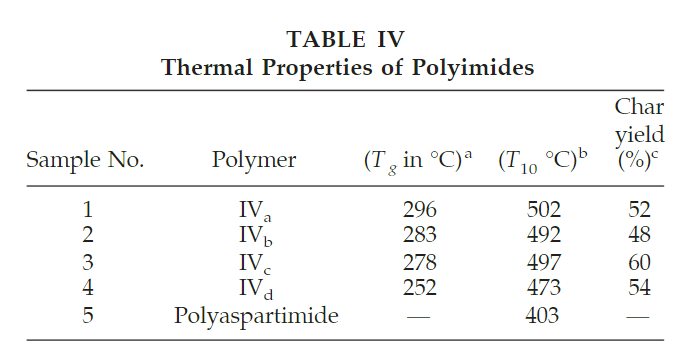 TABLE IV
Thermal Properties of Polyimides
Char
yield
Sample No. Polymer (Tg in °C)a (T10 °C)b (%)c
1 IVa 296 502 52
2 IVb 283 492 48
3 IVc 278 497 60
4 IVd 252 473 54
5 Polyaspartimide — 403 —